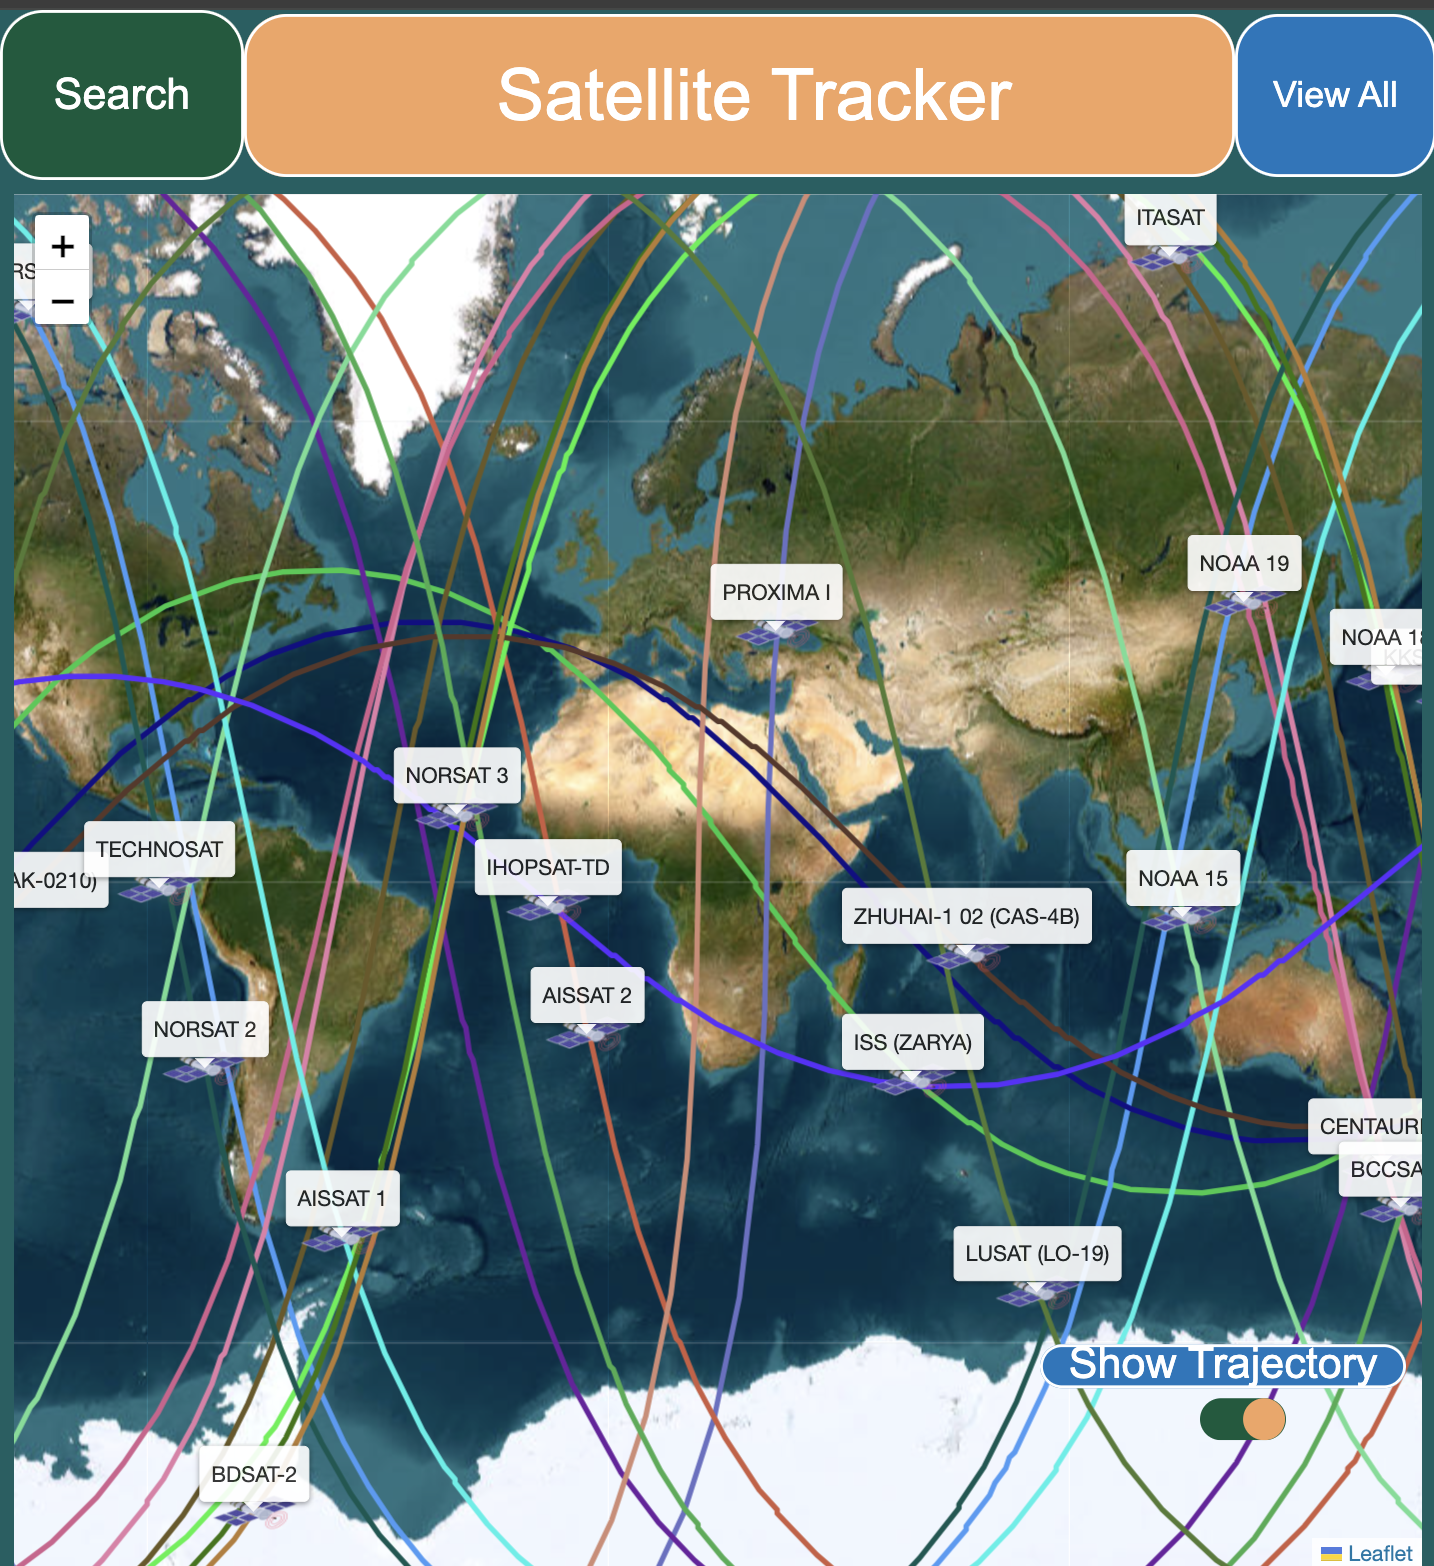 Search
Satellite Tracker
View All
ITASAT
+
RS
−
NOAA 19
PROXIMA I
NOAA 18
KKS
NORSAT 3
TECHNOSAT
IHOPSAT-TD
AK-0210)
NOAA 15
ZHUHAI-1 02 (CAS-4B)
AISSAT 2
NORSAT 2
ISS (ZARYA)
CENTAURI
BCCSA
AISSAT 1
LUSAT (LO-19)
Show Trajectory
BDSAT-2
Leaflet